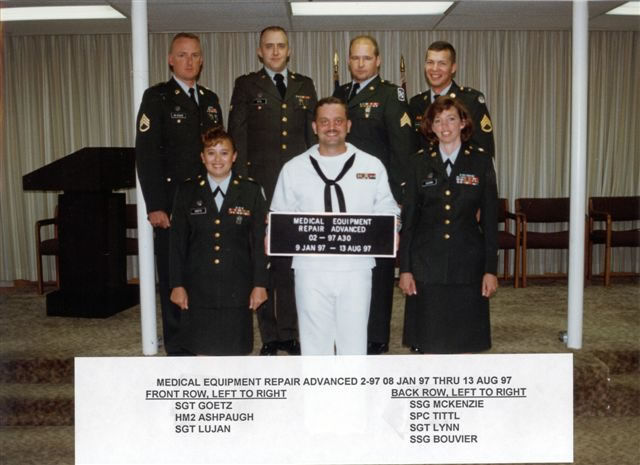 MEDICAL EQUIPMENT
REPAIR ADVANCED
02 - 97 A30
9 JAN 97 - 13 AUG 97
MEDICAL EQUIPMENT REPAIR ADVANCED 2-97 08 JAN 97 THRU 13 AUG 97
FRONT ROW, LEFT TO RIGHT
SGT GOETZ
HM2 ASHPAUGH
SGT LUJAN
BACK ROW, LEFT TO RIGHT
SSG MCKENZIE
SPC TITTL
SGT LYNN
SSG BOUVIER